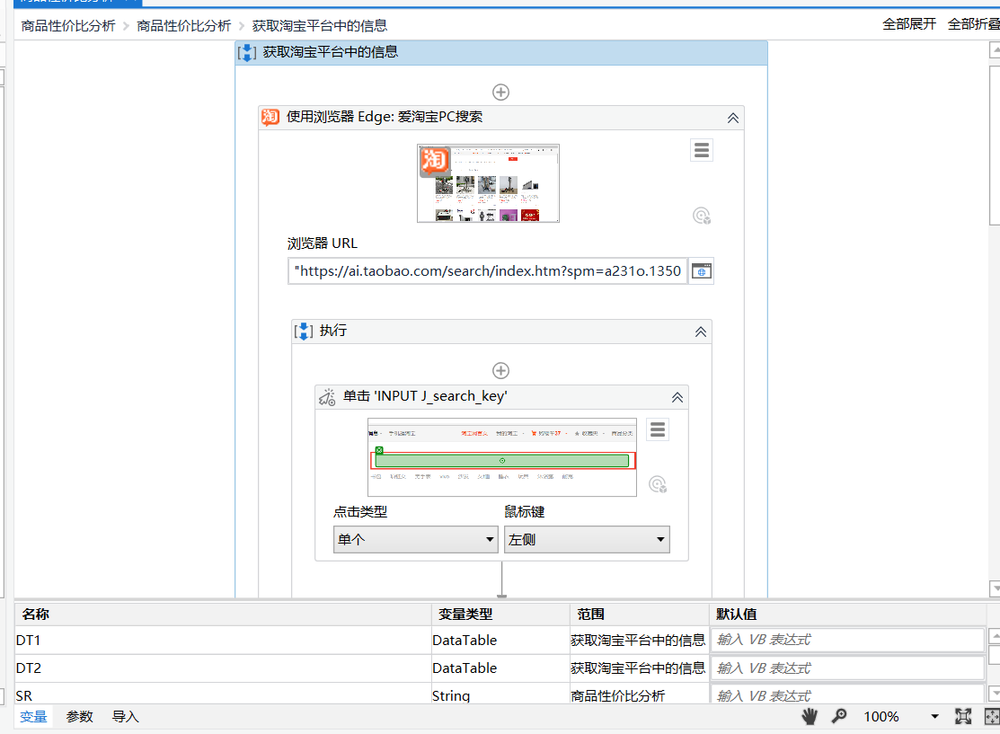 商品性价比分析 > 商品性价比分析 > 获取淘宝平台中的信息
全部展开 全部折叠
获取淘宝平台中的信息
淘 使用浏览器 Edge: 爱淘宝PC搜索
淘
浏览器 URL
"https://ai.taobao.com/search/index.htm?spm=a231o.1350
执行
单击 'INPUT J_search_key'
点击类型 鼠标键
单个 左侧
名称 变量类型 范围 默认值
DT1 DataTable 获取淘宝平台中的信息 输入 VB 表达式
DT2 DataTable 获取淘宝平台中的信息 输入 VB 表达式
SR String 商品性价比分析 输入 VB 表达式
变量 参数 导入 100%